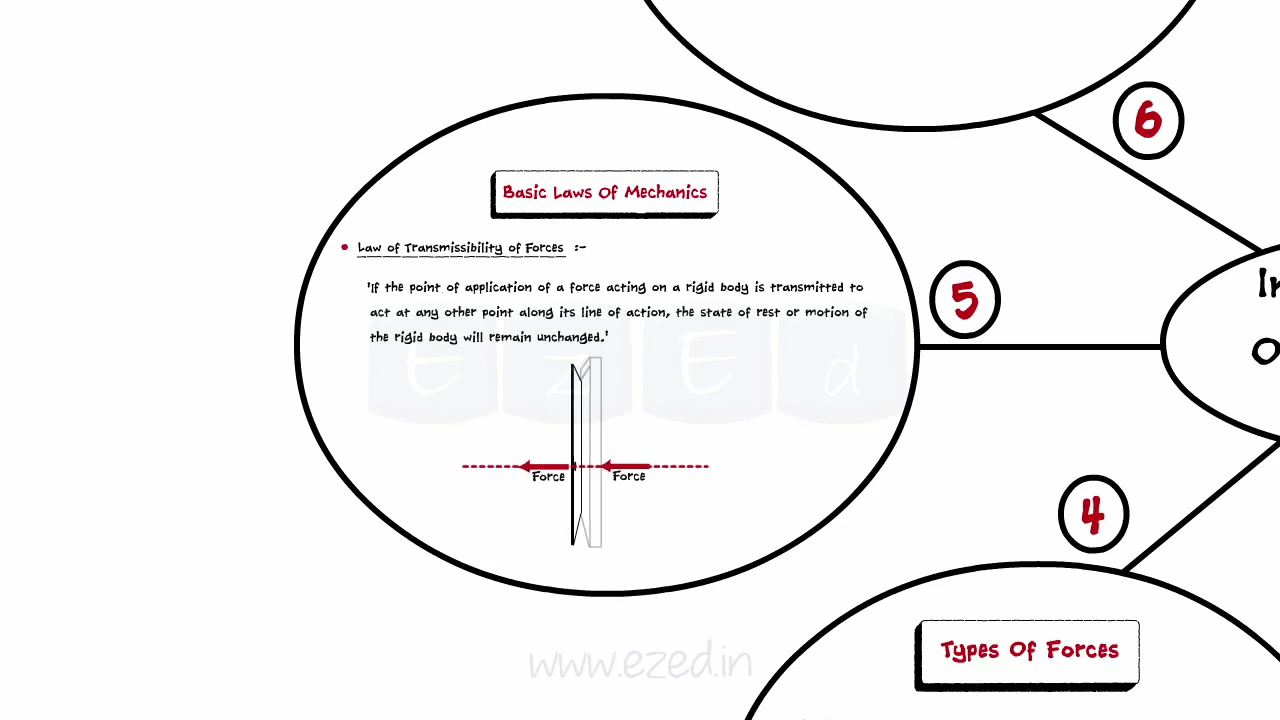 6
Basic Laws Of Mechanics
• Law of Transmissibility of Forces :-
'If the point of application of a force acting on a rigid body is transmitted to
act at any other point along its line of action, the state of rest or motion of
the rigid body will remain unchanged.'
5
EzEd
Force Force
4
Types Of Forces
www.ezed.in